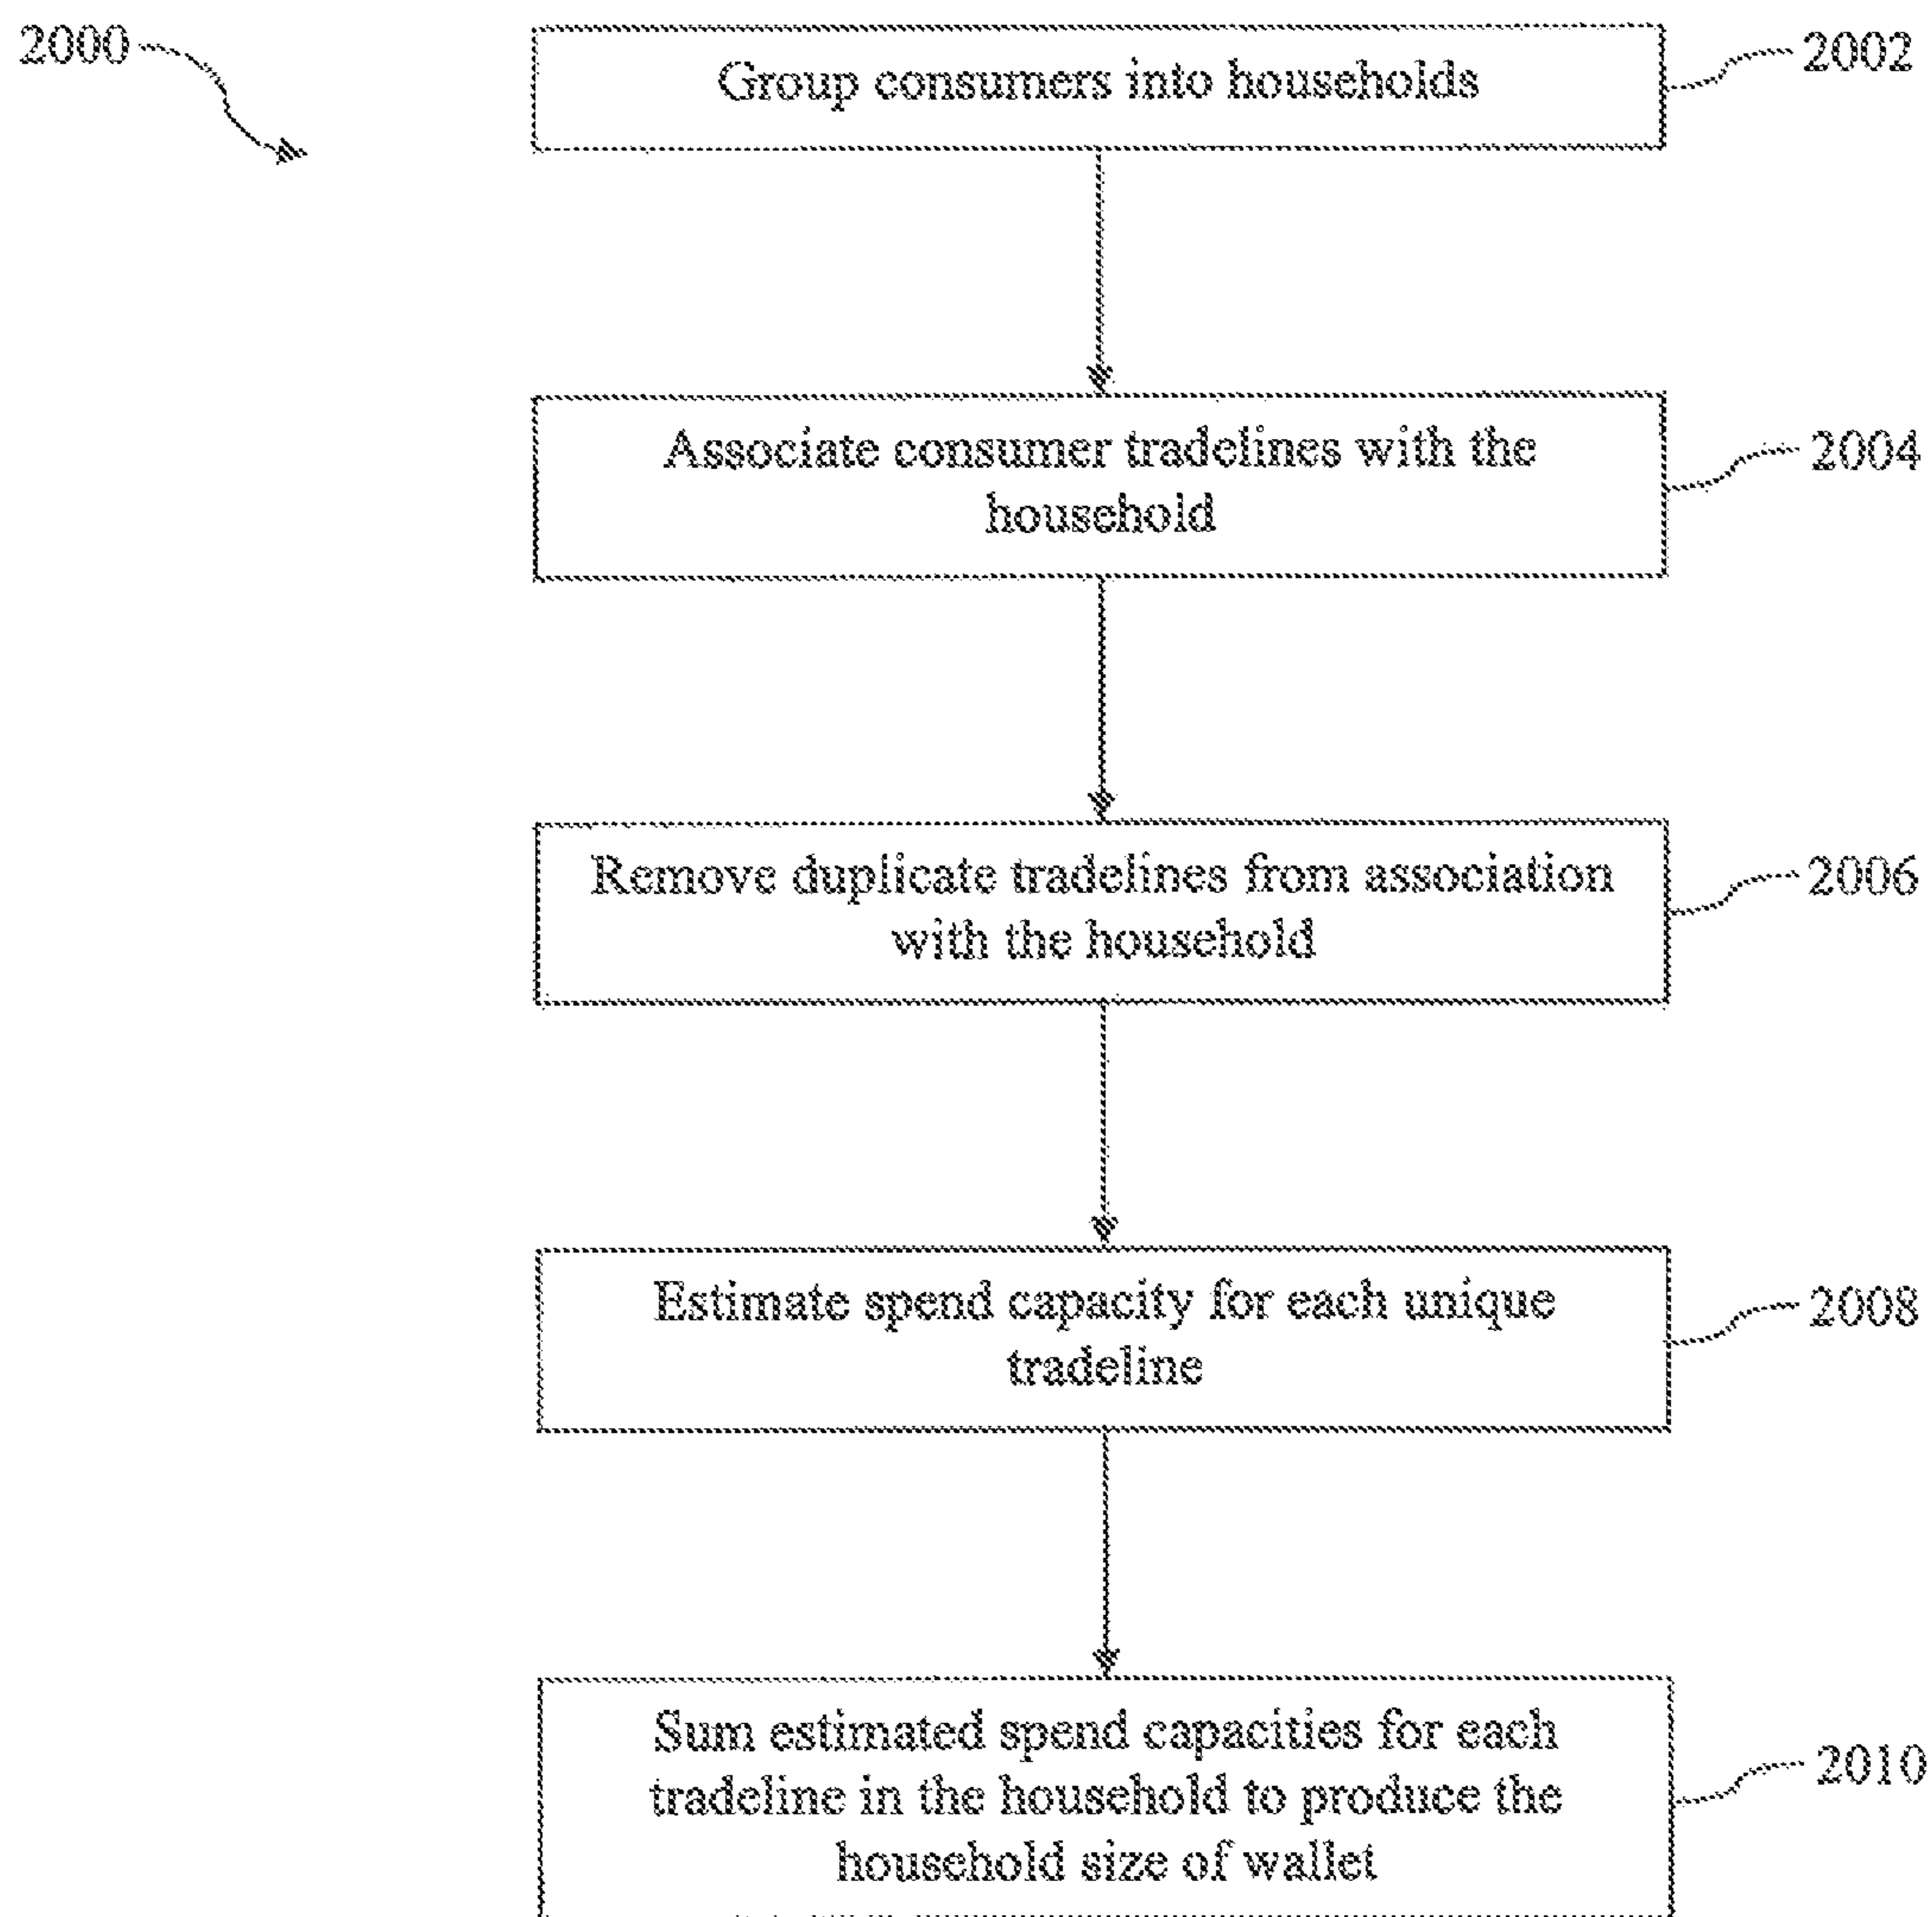 2000
Group consumers into households
2002
Associate consumer tradelines with the
household
2004
Remove duplicate tradelines from association
with the household
2006
Estimate spend capacity for each unique
tradeline
2008
Sum estimated spend capacities for each
tradeline in the household to produce the
household size of wallet
2010